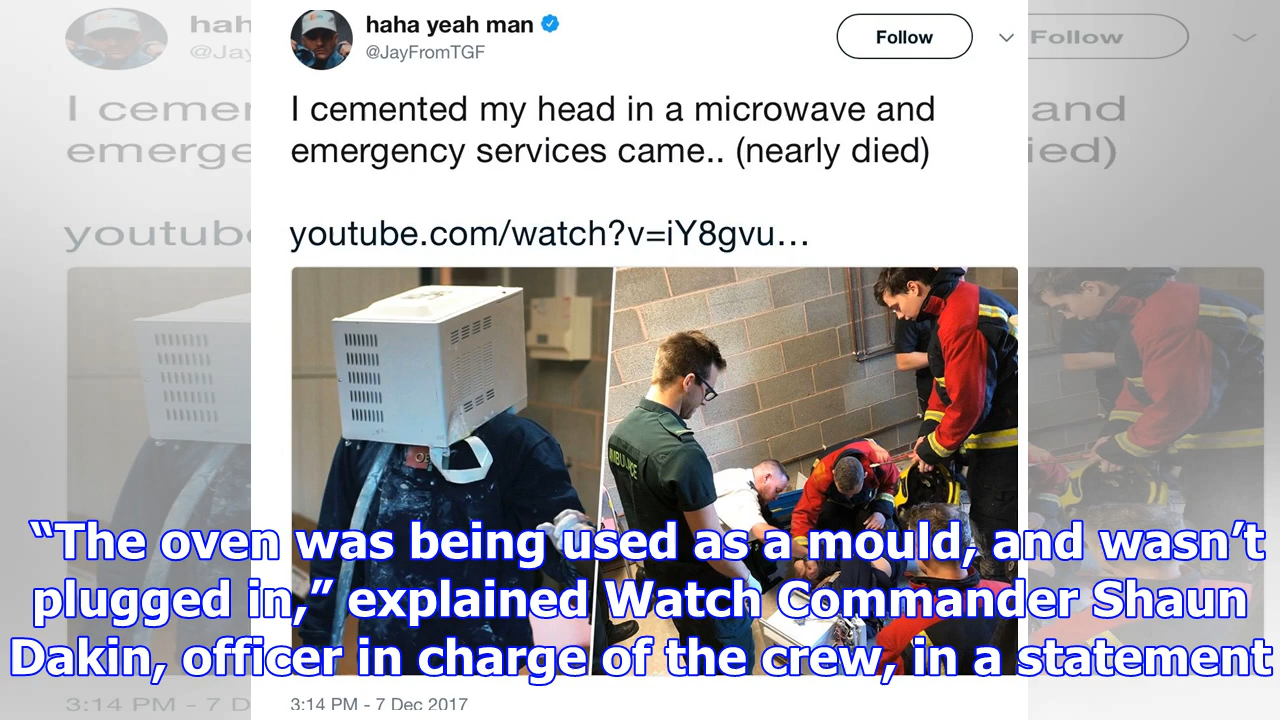 haha yeah man
@JayFromTGF
Follow
I cemented my head in a microwave and
emergency services came.. (nearly died)
youtube.com/watch?v=iY8gvu...
AMBULANCE
“The oven was being used as a mould, and wasn’t
plugged in,” explained Watch Commander Shaun
Dakin, officer in charge of the crew, in a statement
3:14 PM - 7 Dec 2017